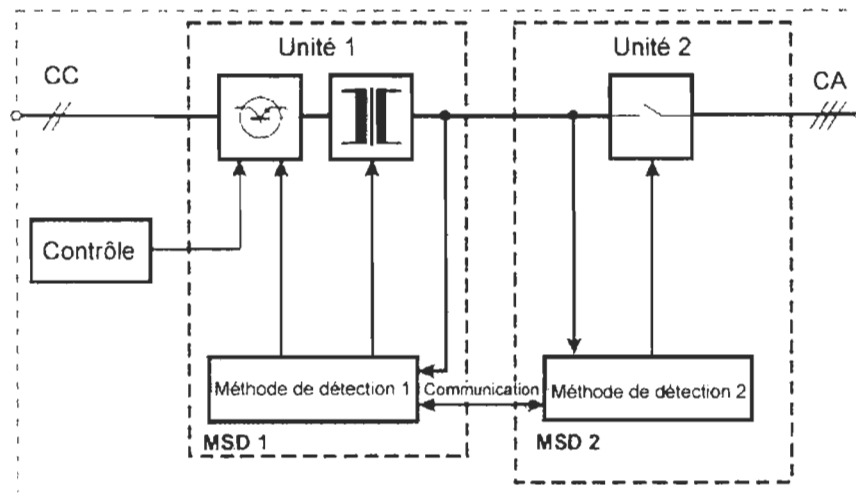 Unité 1
Unité 2
CC
CA
Contrôle
Méthode de détection 1
Communication
Méthode de détection 2
MSD 1
MSD 2